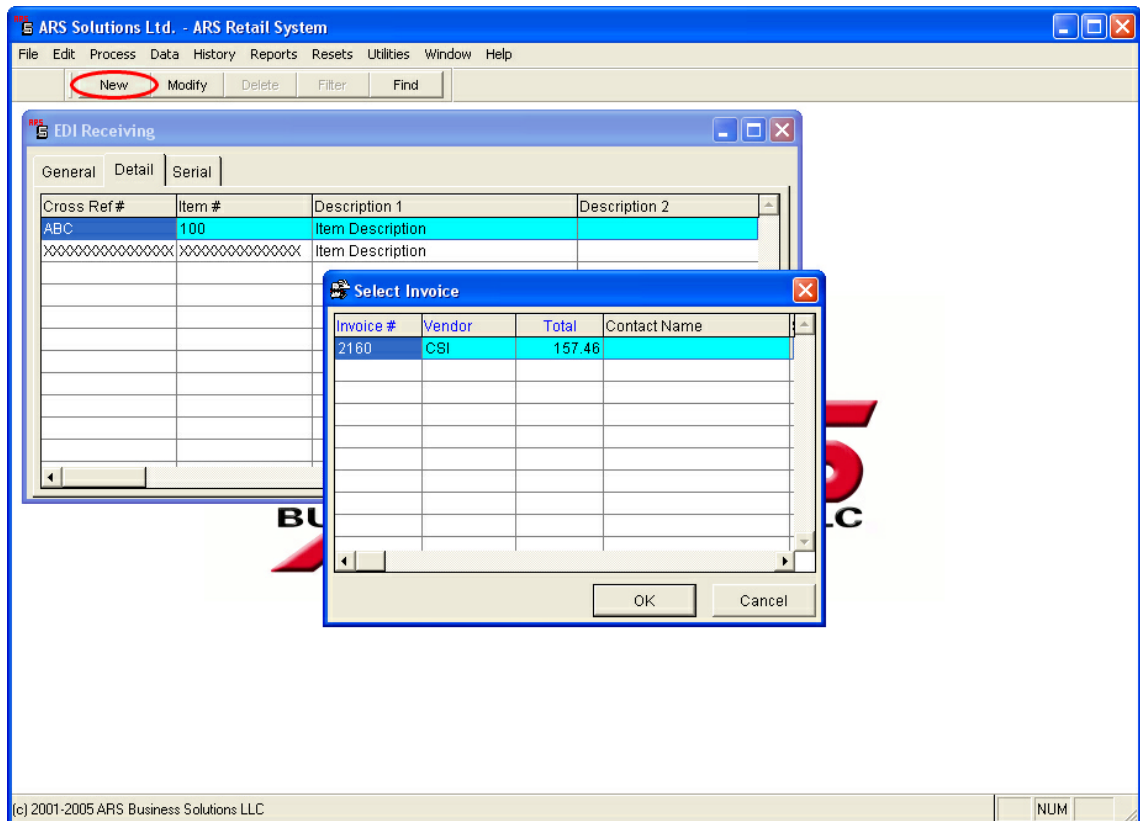 ARS Solutions Ltd. - ARS Retail System
File Edit Process Data History Reports Resets Utilities Window Help
New Modify Delete Filter Find
EDI Receiving
General Detail Serial
Cross Ref # Item # Description 1 Description 2
ABC 100 Item Description
XXXXXXXXXXXXXXX XXXXXXXXXXXXXX Item Description
Select Invoice
Invoice # Vendor Total Contact Name
2160 CSI 157.46
OK Cancel
(c) 2001-2005 ARS Business Solutions LLC NUM